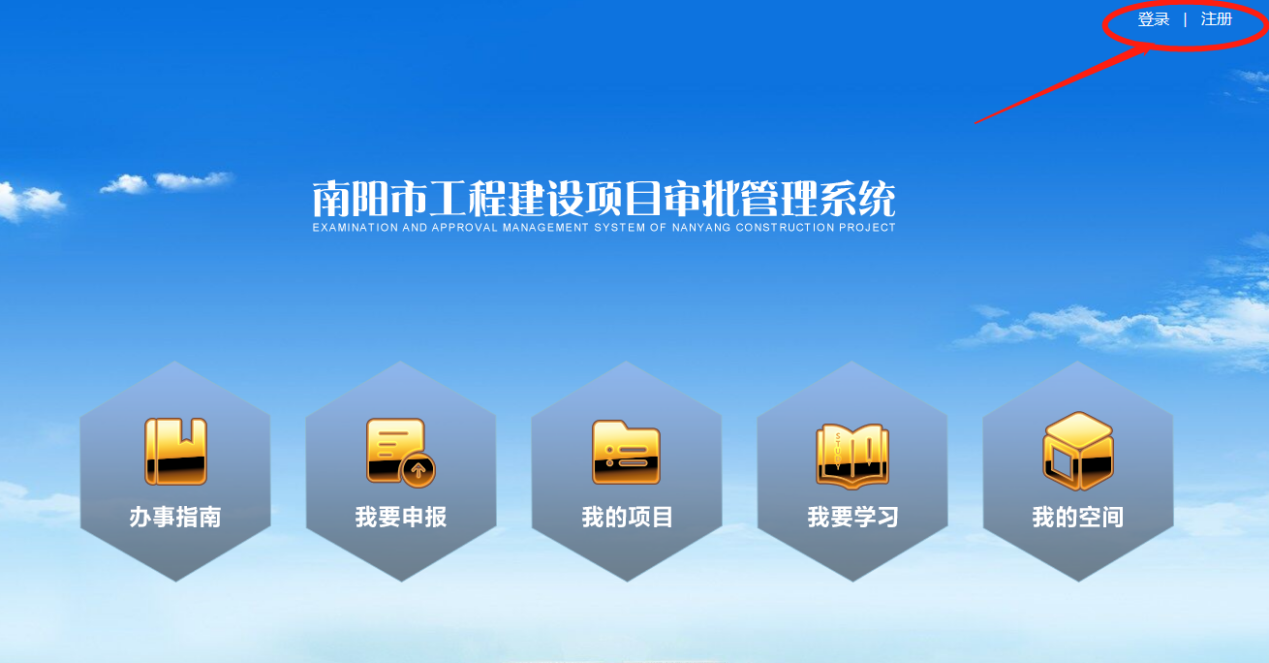 登录 | 注册
南阳市工程建设项目审批管理系统
EXAMINATION AND APPROVAL MANAGEMENT SYSTEM OF NANYANG CONSTRUCTION PROJECT
STUDY
办事指南 我要申报 我的项目 我要学习 我的空间